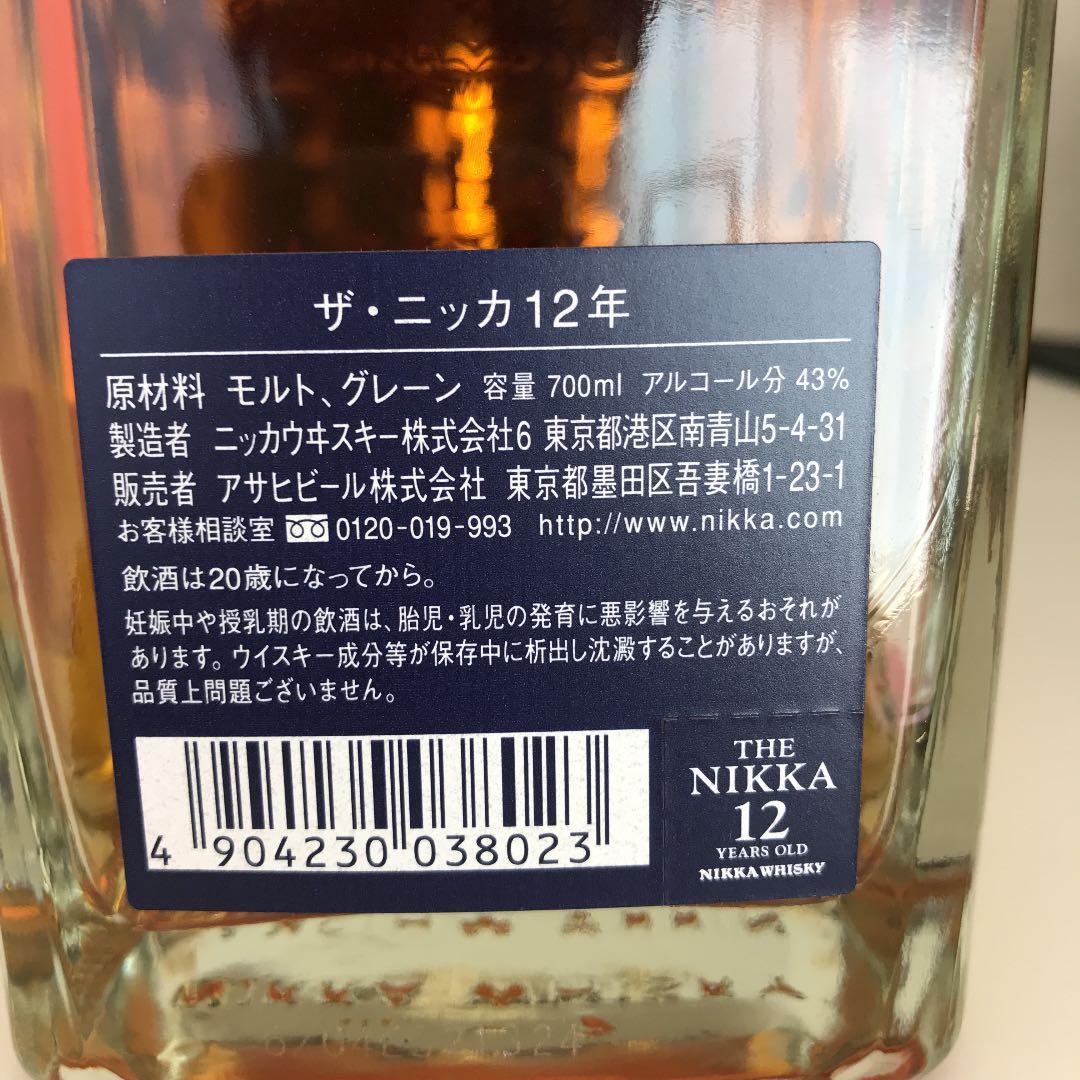 ザ・ニッカ12年
原材料 モルト、グレーン 容量 700ml アルコール分 43%
製造者 ニッカウヰスキー株式会社6 東京都港区南青山5-4-31
販売者 アサヒビール株式会社 東京都墨田区吾妻橋1-23-1
お客様相談室 0120-019-993 http://www.nikka.com
飲酒は20歳になってから。
妊娠中や授乳期の飲酒は、胎児・乳児の発育に悪影響を与えるおそれが
あります。ウイスキー成分等が保存中に析出し沈澱することがありますが、
品質上問題ございません。
4 904230 038023
THE
NIKKA
12
YEARS OLD
NIKKA WHISKY